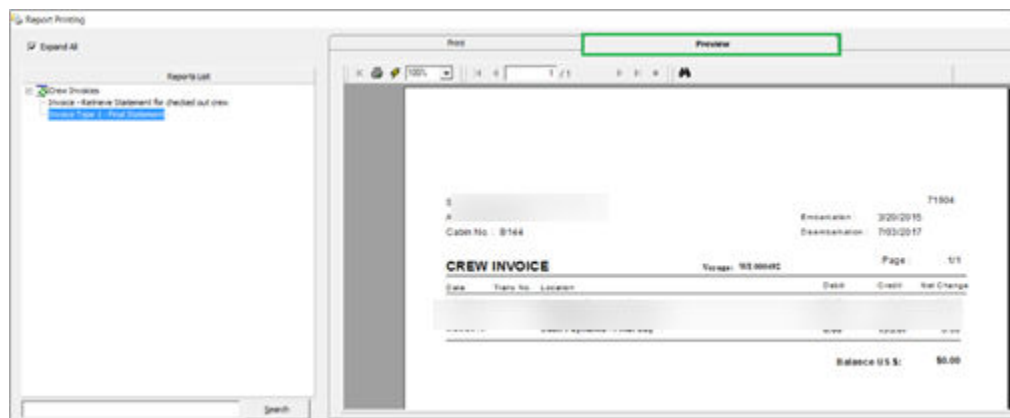 Report Printing
Expand All
Reports List
Crew Invoices
Invoice - Retrieve Statement for checked out crew
Invoice Type 1 - Final Statement
Search
Print
Preview
100%
1 / 1
71904
Embarkation : 3/20/2015
Cabin No. : B144
Disembarkation : 7/03/2017
CREW INVOICE
Voyage:
Page 1/1
Date Trans No. Location Debit Credit Net Change
Balance US $: $0.00